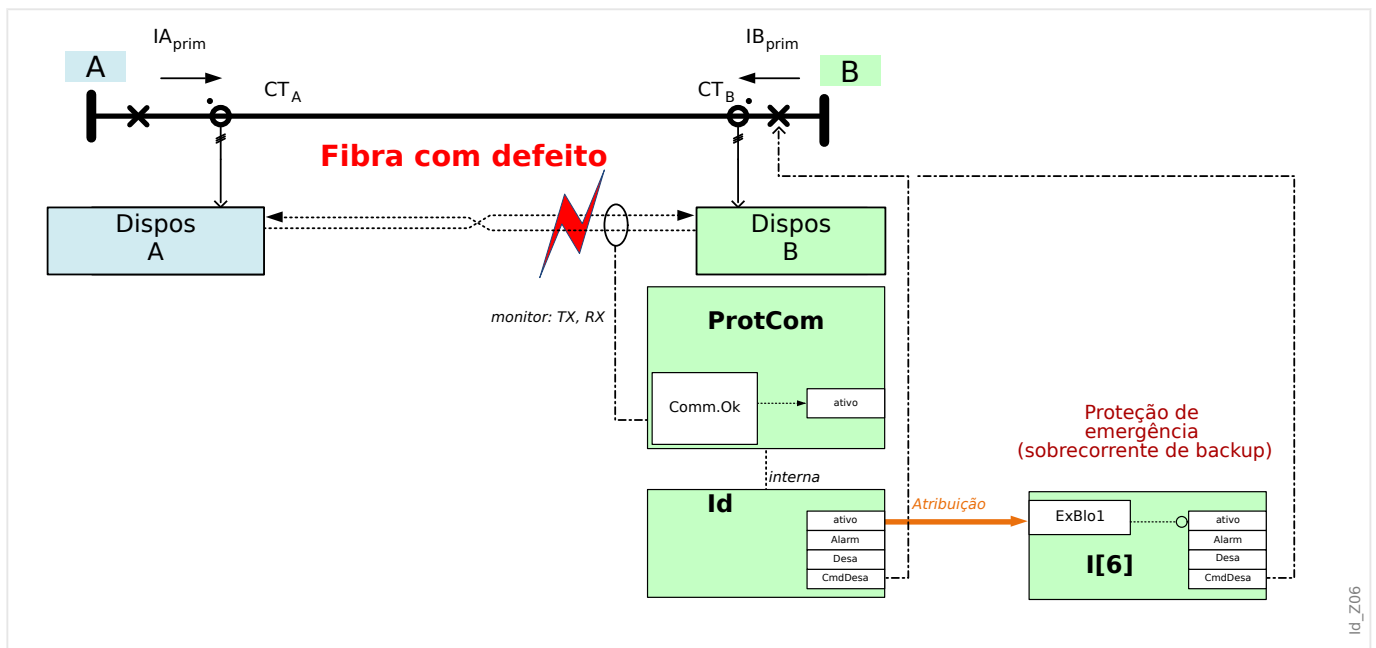 IAprim
IBprim
A
B
CTA
CTB
Fibra com defeito
Dispos
A
Dispos
B
monitor: TX, RX
ProtCom
Comm.Ok
ativo
Proteção de
emergência
(sobrecorrente de backup)
interna
Id
ativo
Alarm
Desa
CmdDesa
Atribuição
ExBlo1
I[6]
ativo
Alarm
Desa
CmdDesa
Id_Z06